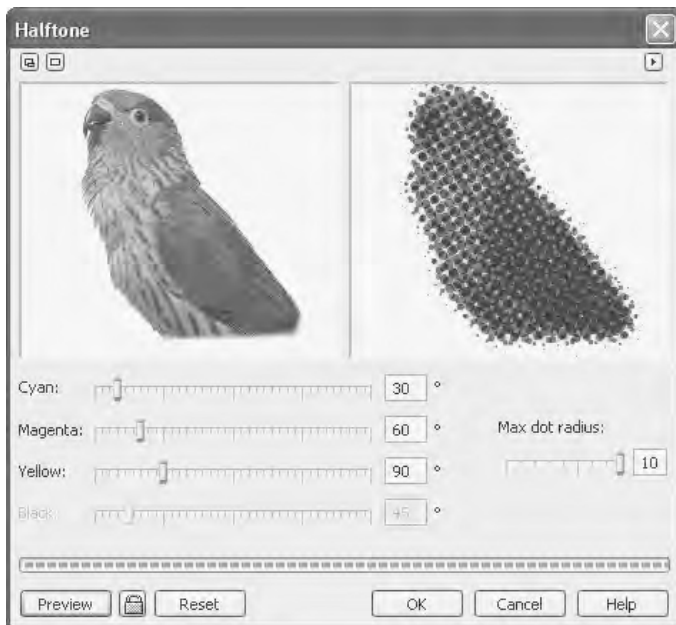 Halftone
Cyan: 30 °
Magenta: 60 °
Max dot radius:
Yellow: 90 °
10
Black: 45 °
Preview Reset OK Cancel Help